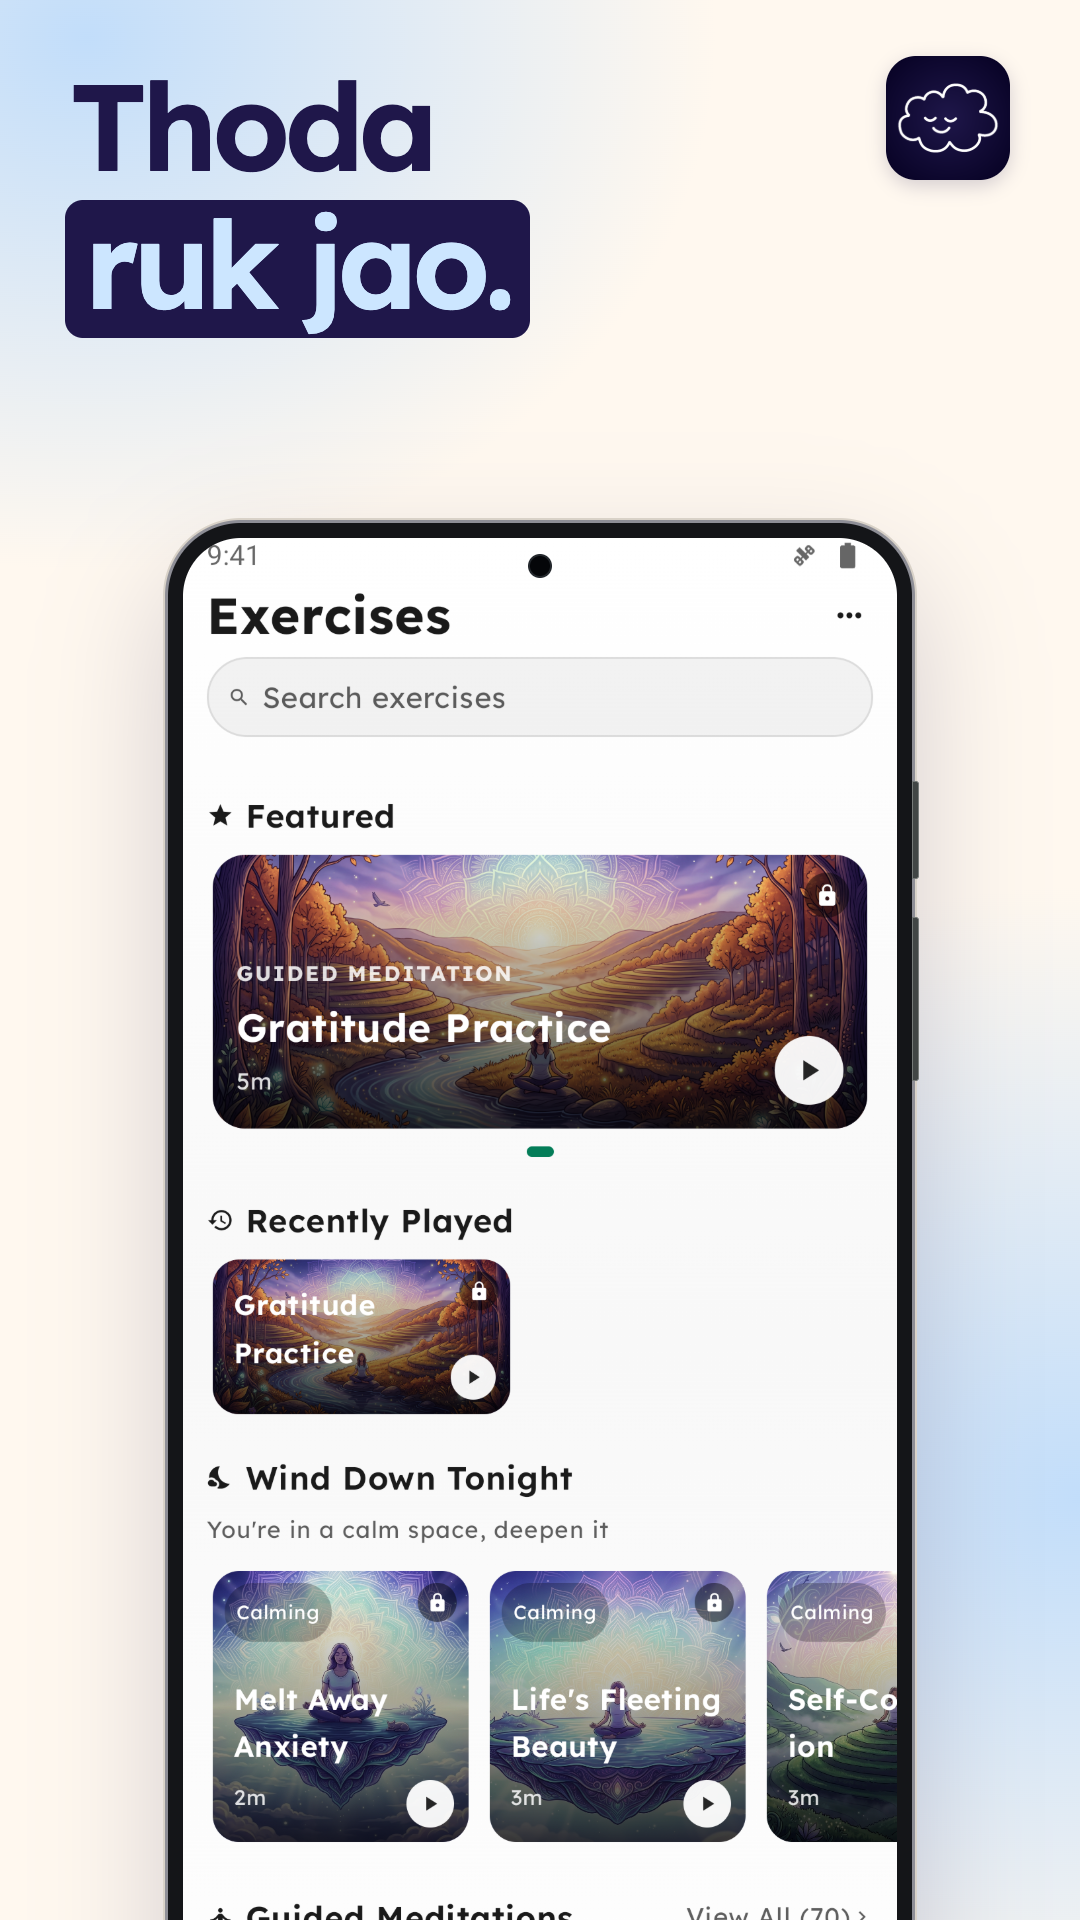 Thoda
ruk jao.
9:41
Exercises
Search exercises
Featured
GUIDED MEDITATION
Gratitude Practice
5m
Recently Played
Gratitude
Practice
Wind Down Tonight
You're in a calm space, deepen it
Calming
Melt Away
Anxiety
2m
Calming
Life's Fleeting
Beauty
3m
Calming
Self-Co
ion
3m
Guided Meditations
View All (70)